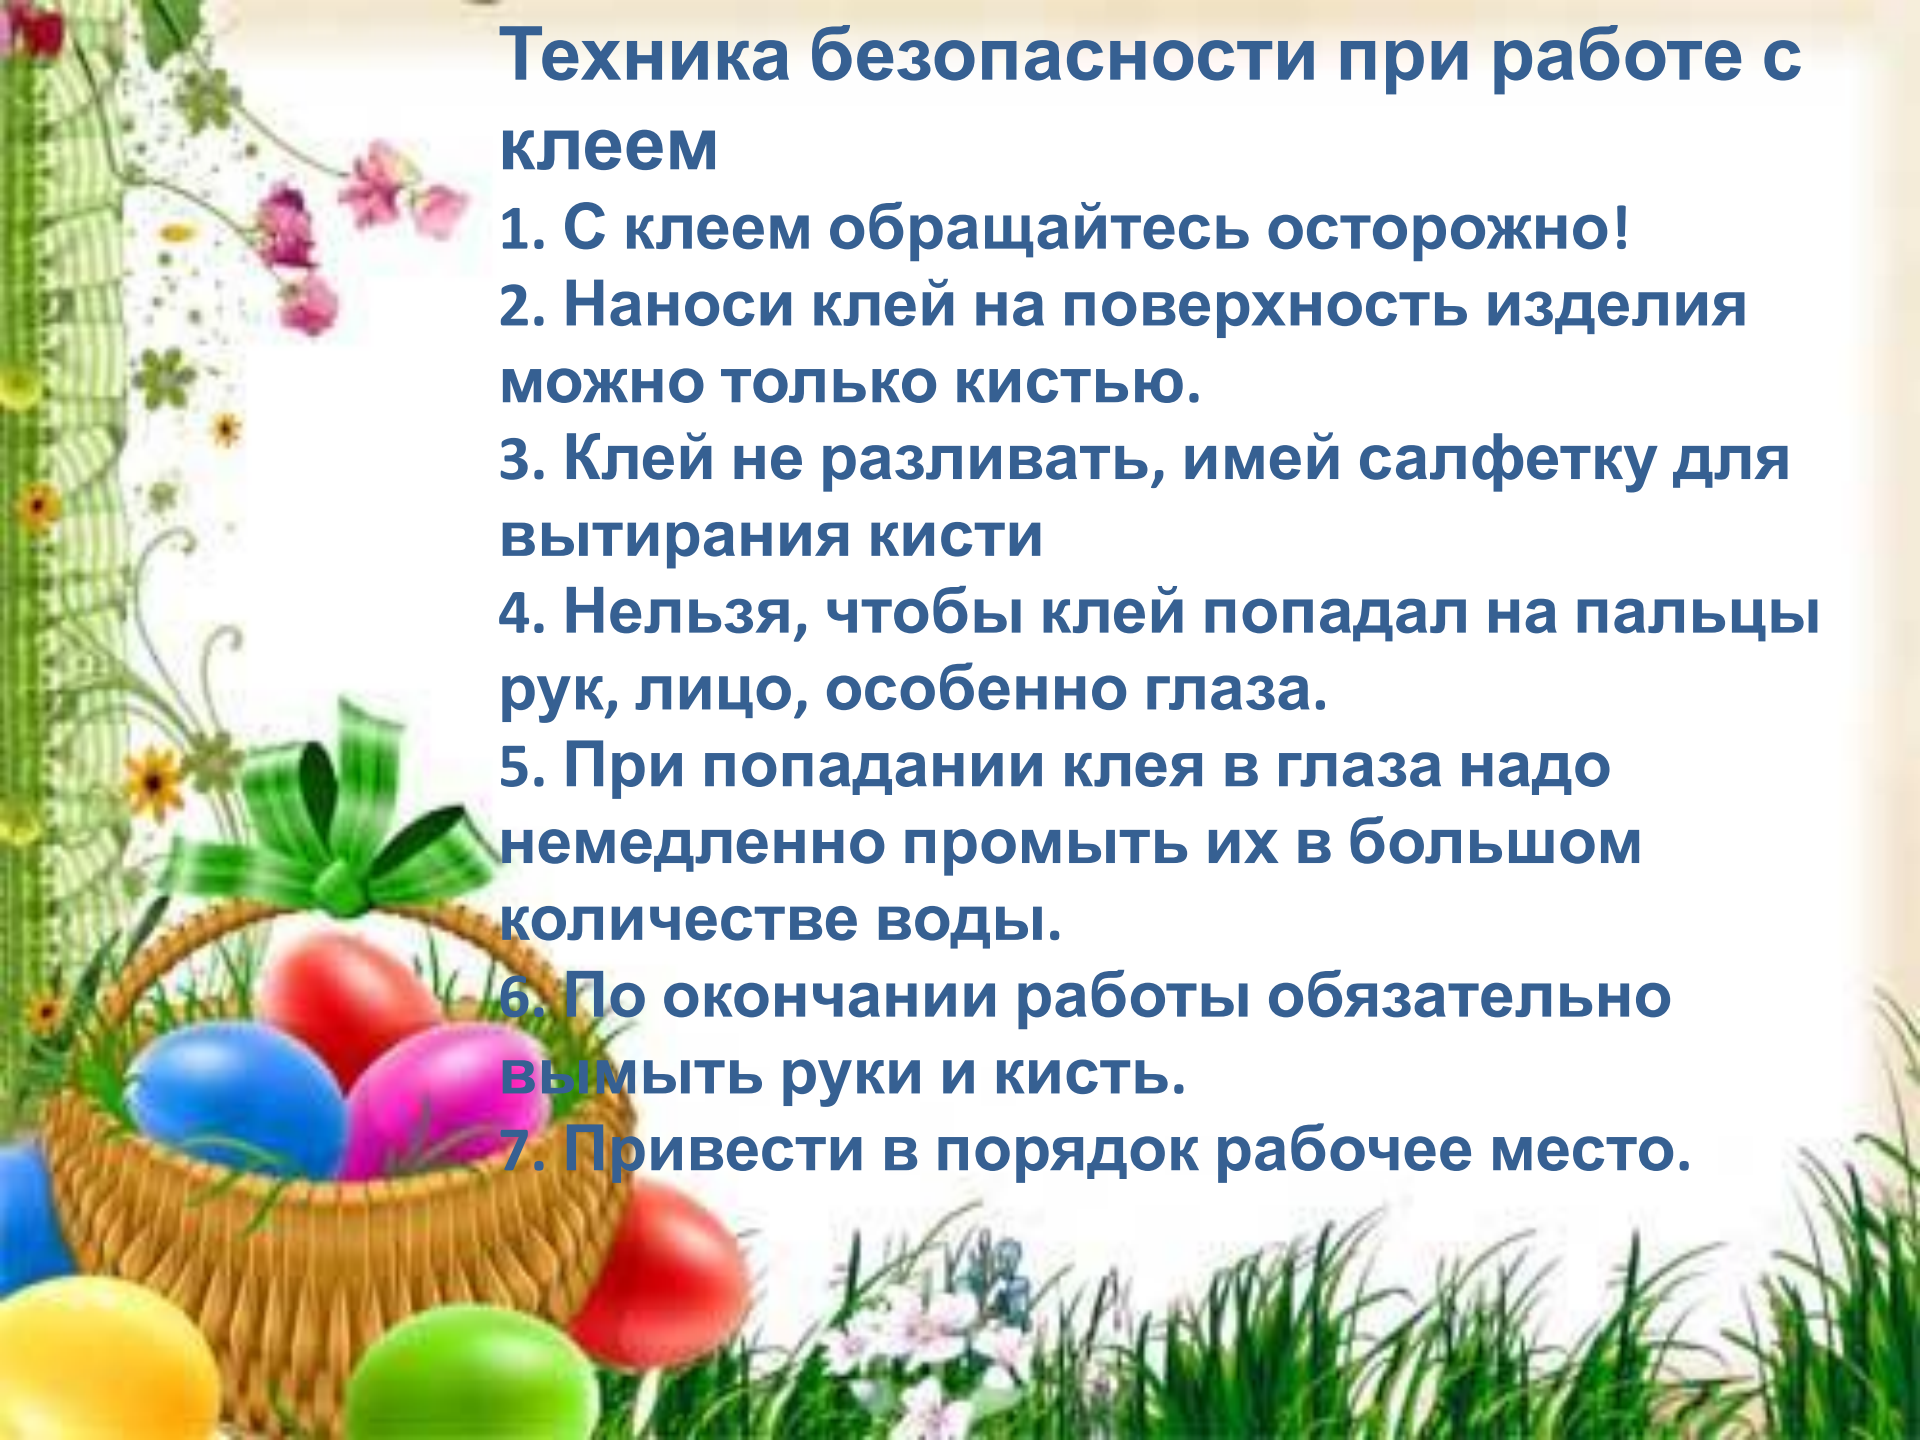 Техника безопасности при работе с
клеем
1. С клеем обращайтесь осторожно!
2. Наноси клей на поверхность изделия
можно только кистью.
3. Клей не разливать, имей салфетку для
вытирания кисти
4. Нельзя, чтобы клей попадал на пальцы
рук, лицо, особенно глаза.
5. При попадании клея в глаза надо
немедленно промыть их в большом
количестве воды.
6. По окончании работы обязательно
вымыть руки и кисть.
7. Привести в порядок рабочее место.